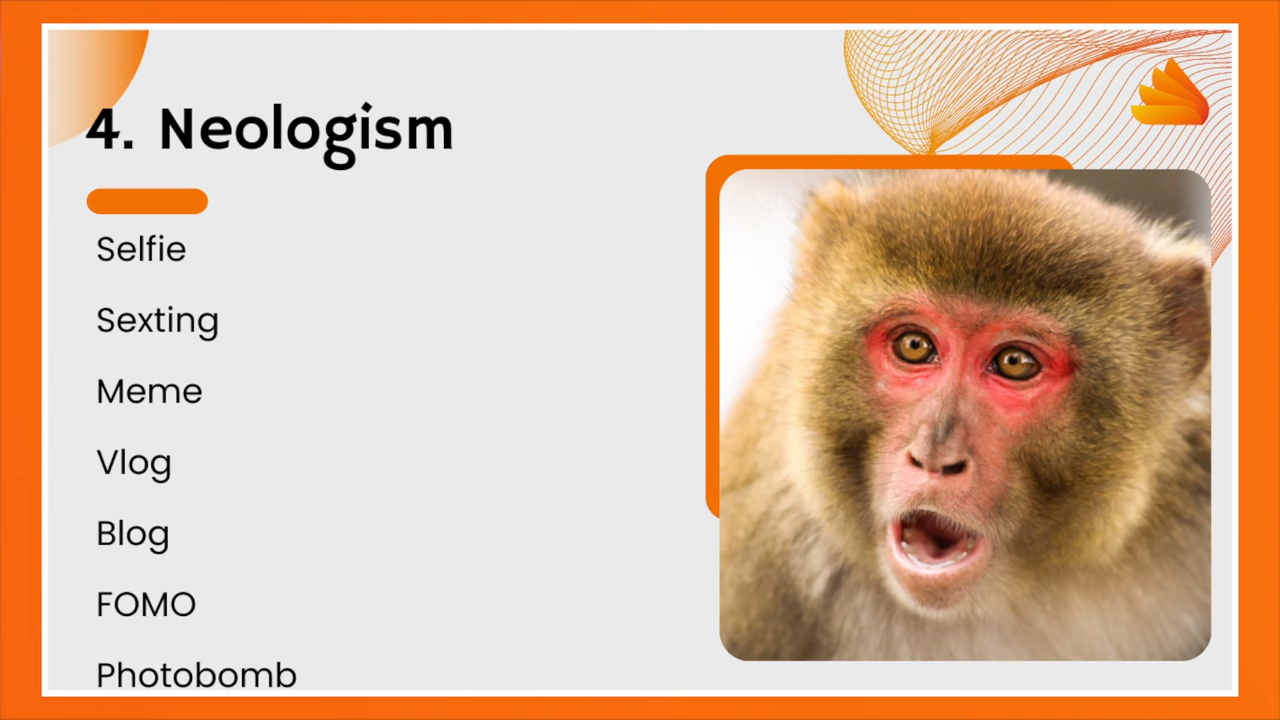 4. Neologism
Selfie
Sexting
Meme
Vlog
Blog
FOMO
Photobomb